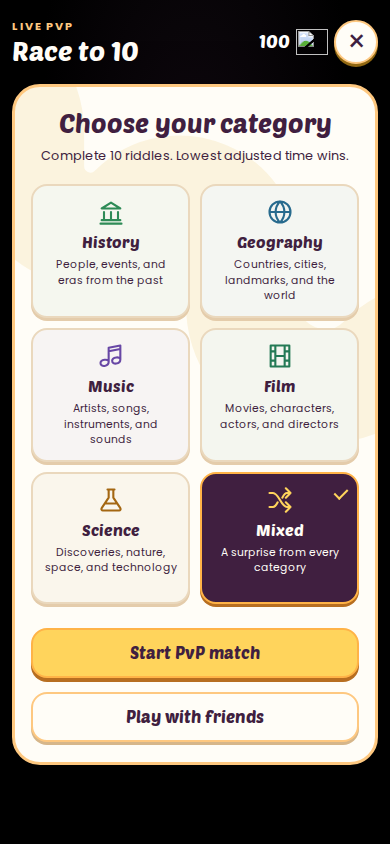 LIVE PVP
Race to 10
100
Choose your category
Complete 10 riddles. Lowest adjusted time wins.
History
People, events, and
eras from the past
Geography
Countries, cities,
landmarks, and the
world
Music
Artists, songs,
instruments, and
sounds
Film
Movies, characters,
actors, and directors
Science
Discoveries, nature,
space, and technology
Mixed
A surprise from every
category
Start PvP match
Play with friends